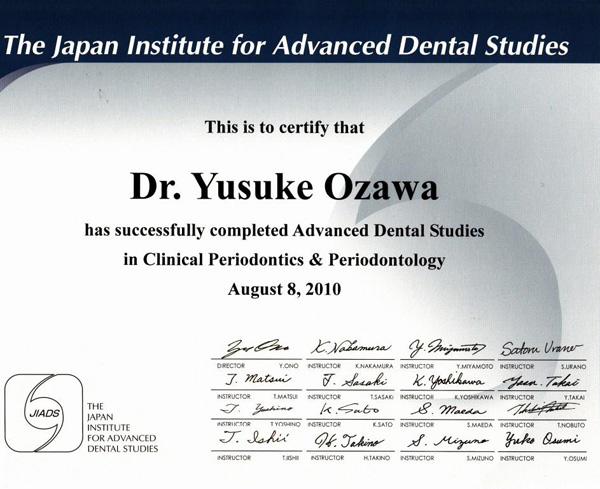 The Japan Institute for Advanced Dental Studies
This is to certify that
Dr. Yusuke Ozawa
has successfully completed Advanced Dental Studies
in Clinical Periodontics & Periodontology
August 8, 2010
K. Nakamura Y. Miyamoto Satoru Urano
DIRECTOR Y.ONO INSTRUCTOR K.NAKAMURA INSTRUCTOR Y.MIYAMOTO INSTRUCTOR S.URANO
T. Matsui T. Sasaki K. Yoshikawa Yasu. Takai
INSTRUCTOR T.MATSUI INSTRUCTOR T.SASAKI INSTRUCTOR K.YOSHIKAWA INSTRUCTOR Y.TAKAI
T. Yoshino K. Sato S. Maeda
INSTRUCTOR T.YOSHINO INSTRUCTOR K.SATO INSTRUCTOR S.MAEDA INSTRUCTOR T.NOBUTO
T. Ishii H. Takino S. Mizuno Yuko Osumi
INSTRUCTOR T.IISHII INSTRUCTOR H.TAKINO INSTRUCTOR S.MIZUNO INSTRUCTOR Y.OSUMI
JIADS
THE
JAPAN
INSTITUTE
FOR ADVANCED
DENTAL STUDIES